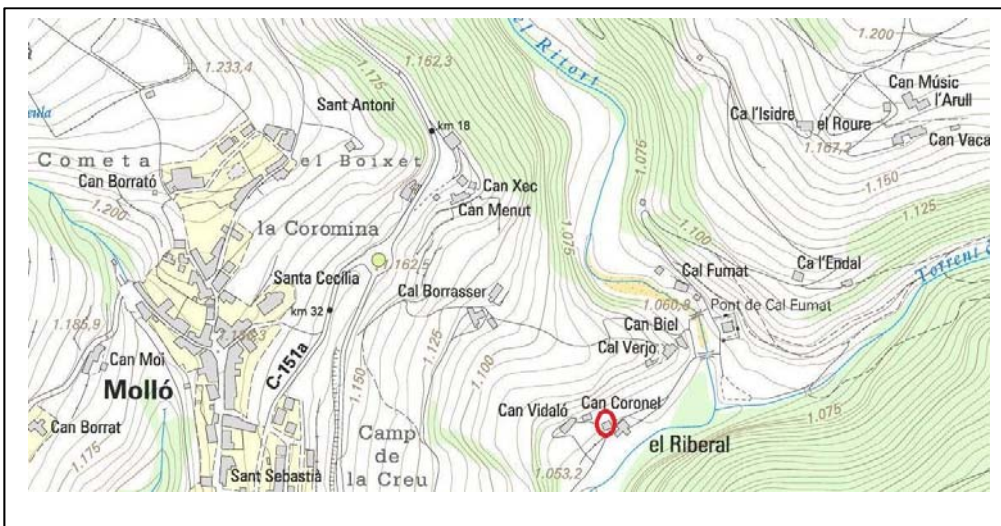 el Ritort
1.200
1.233,4
1.175
1.162,3
Sant Antoni
km 18
Can Músic
l'Arull
Ca l'Isidre
el Roure
1.167,2
Can Vaca
1.075
Cometa
el Boixet
Can Borrató
Can Xec
Can Menut
1.150
1.200
la Coromina
1.075
1.100
1.125
Santa Cecília
1.162,5
Cal Fumat
Ca l'Endal
Torrent
km 32
Cal Borrasser
1.060,8
Pont de Cal Fumat
1.185,9
Can Biel
Cal Verjo
Can Moi
C-151a
1.125
1.100
1.150
Molló
Can Vidaló
Can Coronel
1.075
Can Borrat
1.175
Camp
de
la Creu
el Riberal
1.053,2
Sant Sebastià